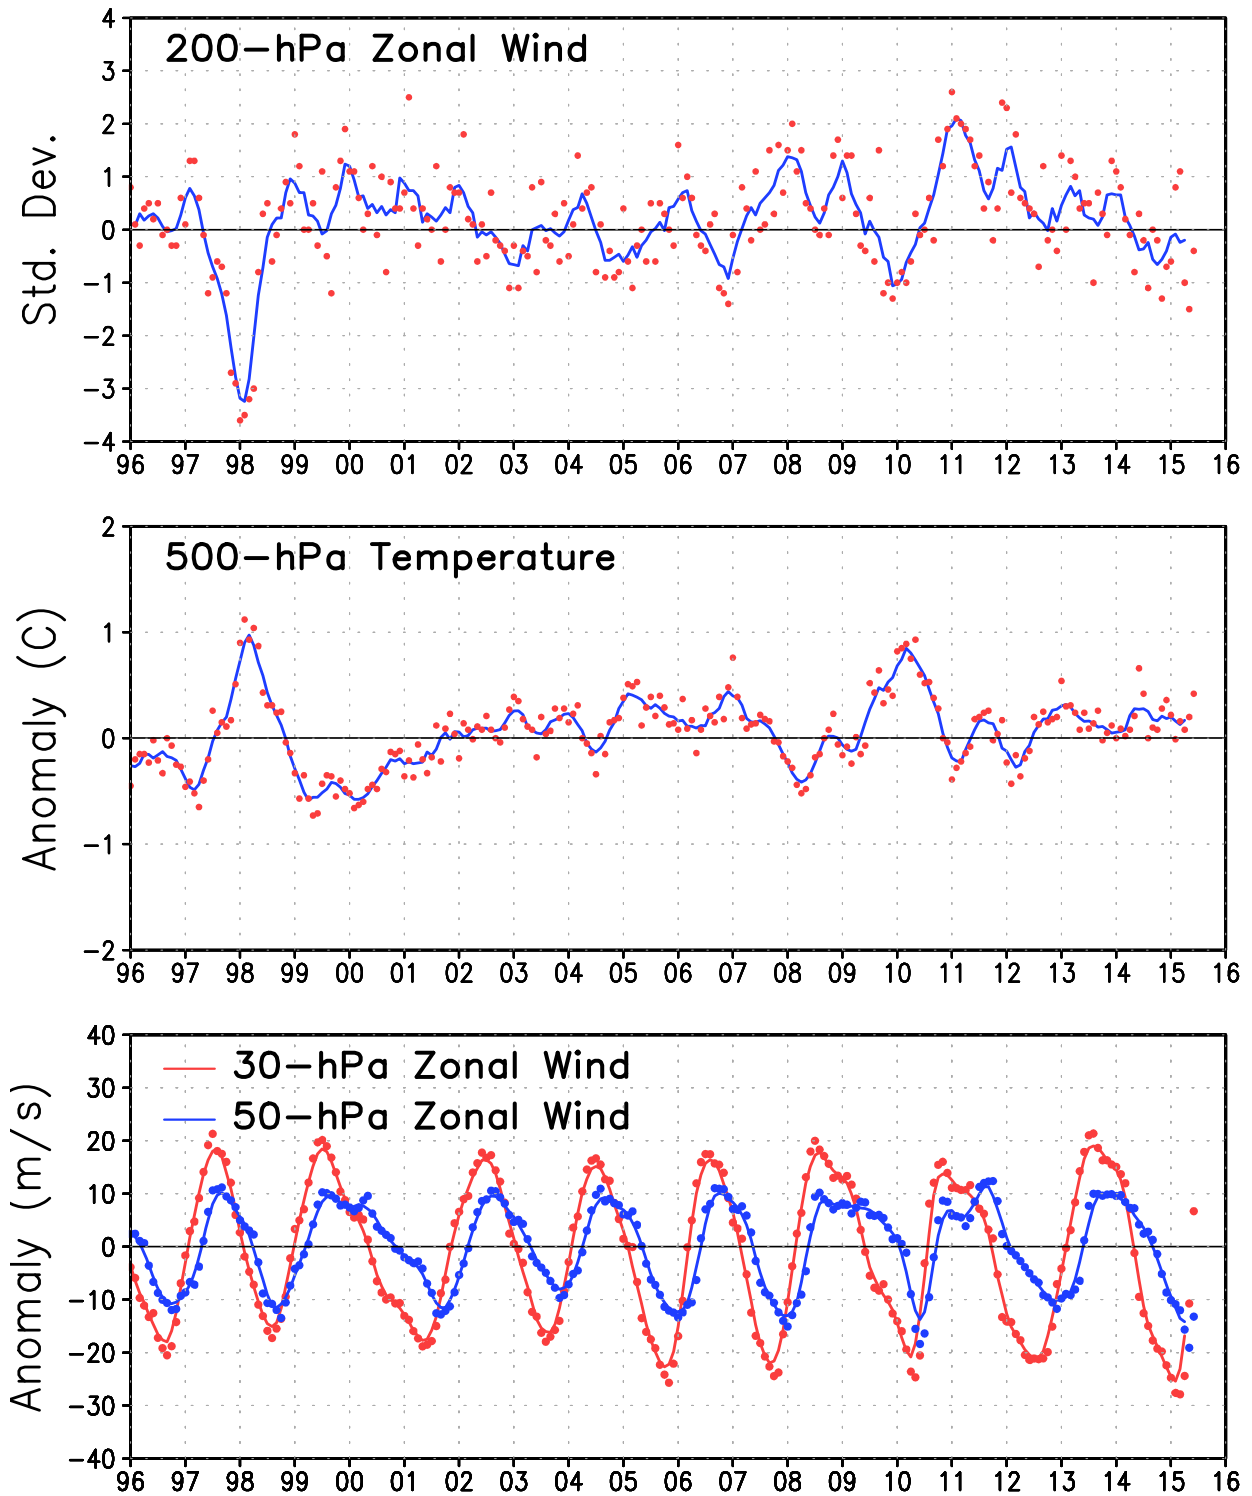 200-hPa Zonal Wind
Std. Dev.
4
3
2
1
0
-1
-2
-3
-4
96 97 98 99 00 01 02 03 04 05 06 07 08 09 10 11 12 13 14 15 16
500-hPa Temperature
Anomaly (C)
2
1
0
-1
-2
96 97 98 99 00 01 02 03 04 05 06 07 08 09 10 11 12 13 14 15 16
30-hPa Zonal Wind
50-hPa Zonal Wind
Anomaly (m/s)
40
30
20
10
0
-10
-20
-30
-40
96 97 98 99 00 01 02 03 04 05 06 07 08 09 10 11 12 13 14 15 16